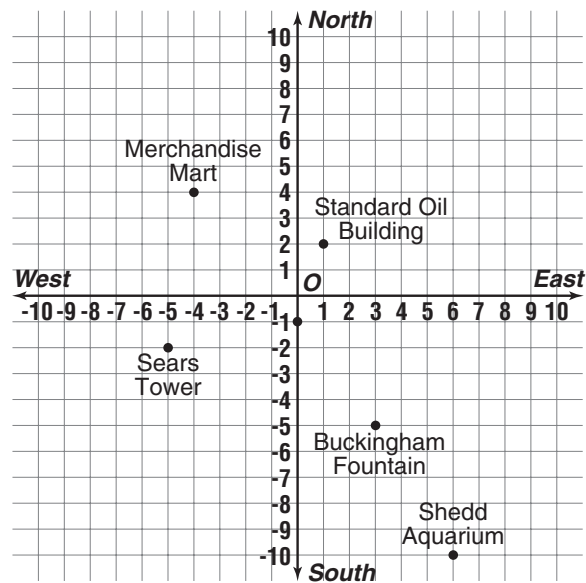 North
10
9
8
7
6
5
4
3
2
1
Merchandise
Mart
Standard Oil
Building
West
O
East
-10 -9 -8 -7 -6 -5 -4 -3 -2 -1 1 2 3 4 5 6 7 8 9 10
-1
-2
-3
-4
-5
-6
-7
-8
-9
-10
Sears
Tower
Buckingham
Fountain
Shedd
Aquarium
South